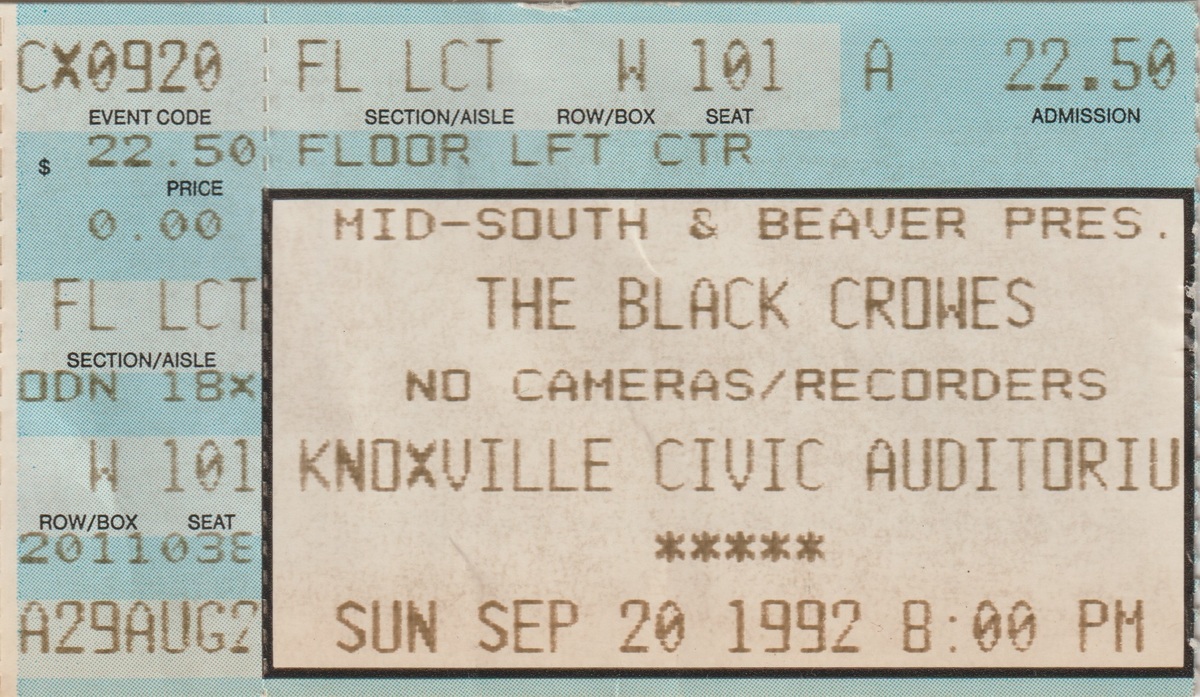 CX0920
EVENT CODE
$ 22.50
PRICE
0.00
FL LCT
SECTION/AISLE
ODN 18X
W 101
ROW/BOX SEAT
2011038
A29AUG2
FL LCT W 101 A 22.50
SECTION/AISLE ROW/BOX SEAT ADMISSION
FLOOR LFT CTR
MID-SOUTH & BEAVER PRES.
THE BLACK CROWES
NO CAMERAS/RECORDERS
KNOXVILLE CIVIC AUDITORIU
*****
SUN SEP 20 1992 8:00 PM